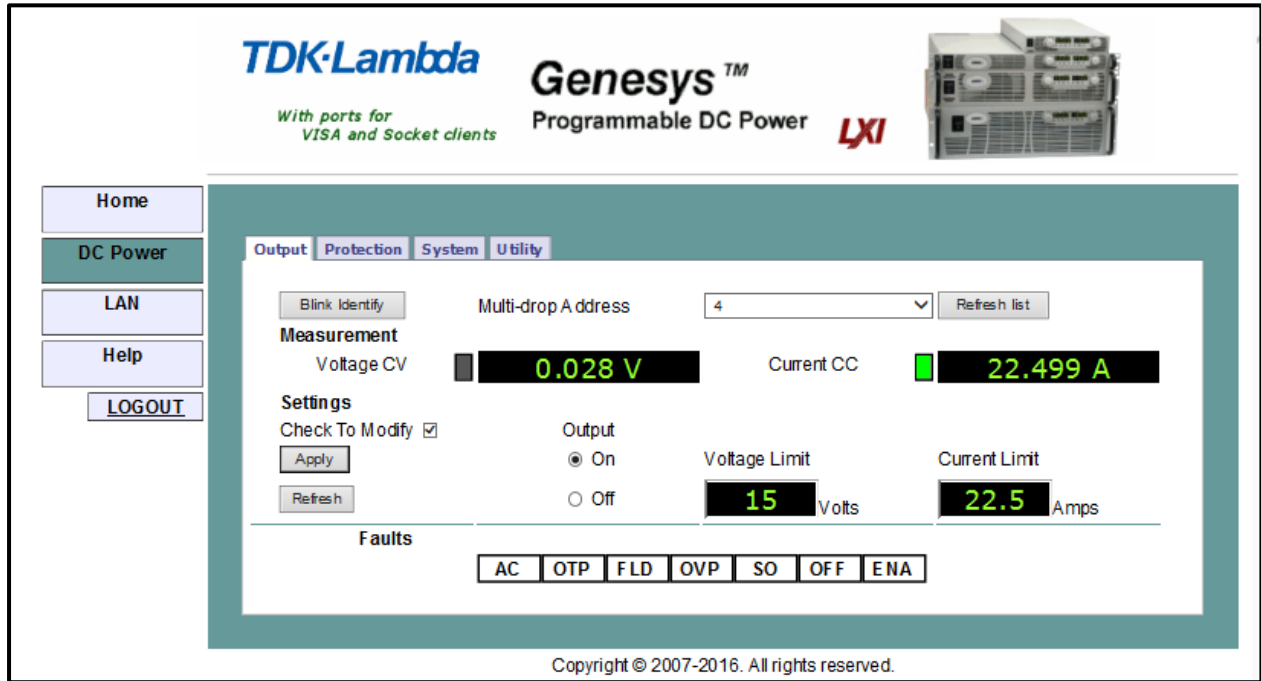 TDK·Lambda
With ports for
VISA and Socket clients
Genesys™
Programmable DC Power
LXI
Home
DC Power
LAN
Help
LOGOUT
Output Protection System Utility
Blink Identify Multi-drop Address 4 Refresh list
Measurement
Voltage CV 0.028 V Current CC 22.499 A
Settings
Check To Modify Output
Apply On Voltage Limit Current Limit
Refresh Off 15 Volts 22.5 Amps
Faults
AC OTP FLD OVP SO OFF ENA
Copyright © 2007-2016. All rights reserved.